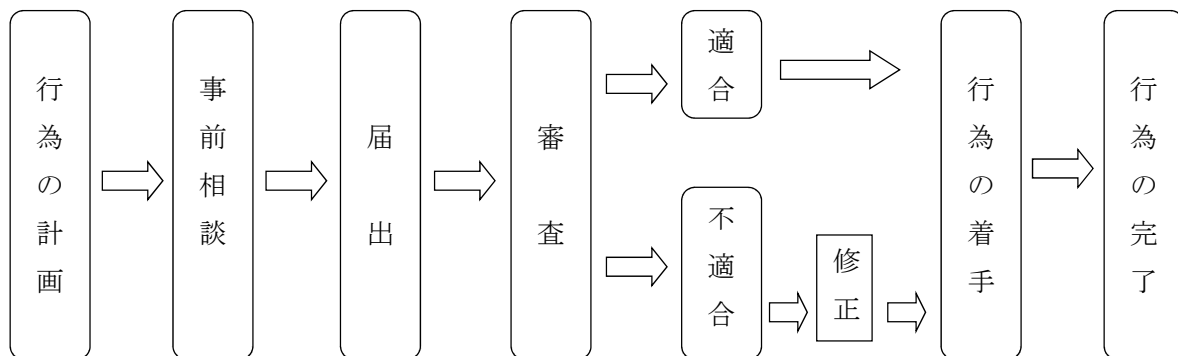 行為の計画
事前相談
届出
審査
適合
不適合
修正
行為の着手
行為の完了